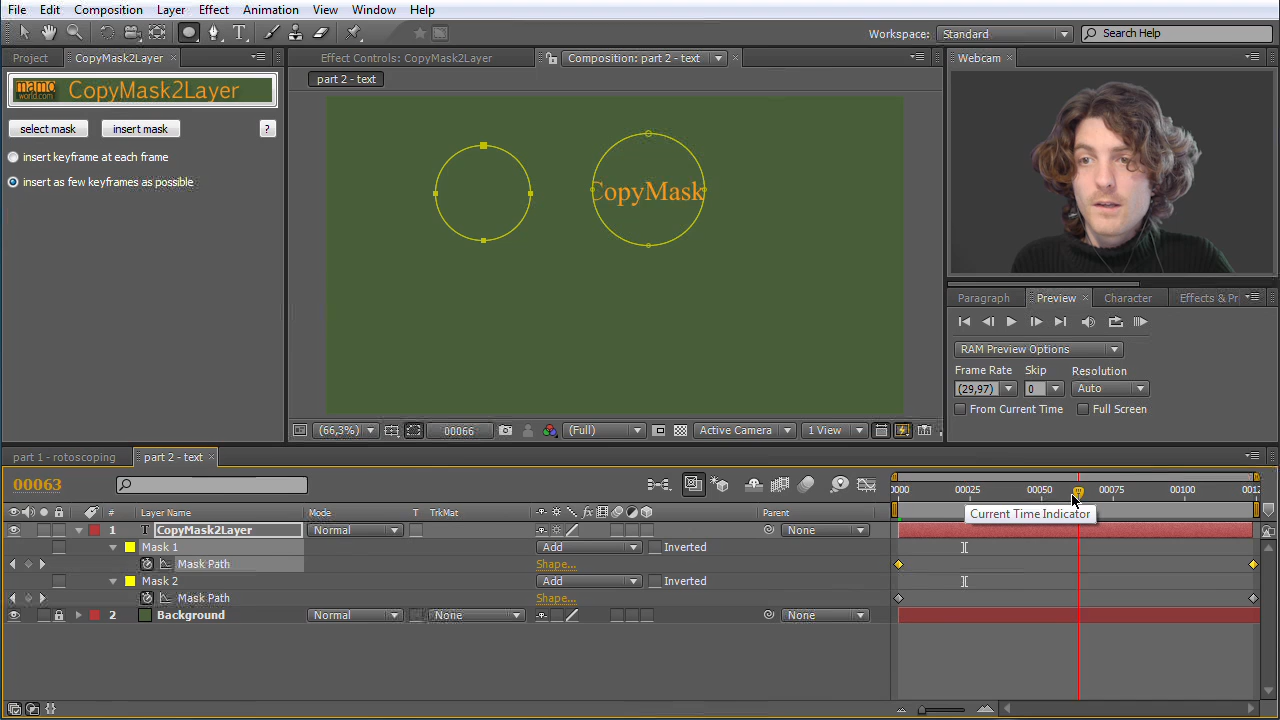 File Edit Composition Layer Effect Animation View Window Help
Workspace: Standard Search Help
Project CopyMask2Layer Effect Controls: CopyMask2Layer Composition: part 2 - text Webcam
mamoworld.com CopyMask2Layer
part 2 - text
select mask insert mask ?
insert keyframe at each frame
insert as few keyframes as possible
CopyMask
Paragraph Preview Character Effects & Pr
RAM Preview Options
Frame Rate Skip Resolution
(29,97) 0 Auto
From Current Time Full Screen
(66,3%) 00066 (Full) Active Camera 1 View
part 1 - rotoscoping part 2 - text
00063
0000 00025 00050 00075 00100 0012
# Layer Name Mode T TrkMat Parent
Current Time Indicator
1 T CopyMask2Layer Normal None
Mask 1 Add Inverted
Mask Path Shape...
Mask 2 Add Inverted
Mask Path Shape...
2 Background Normal None None